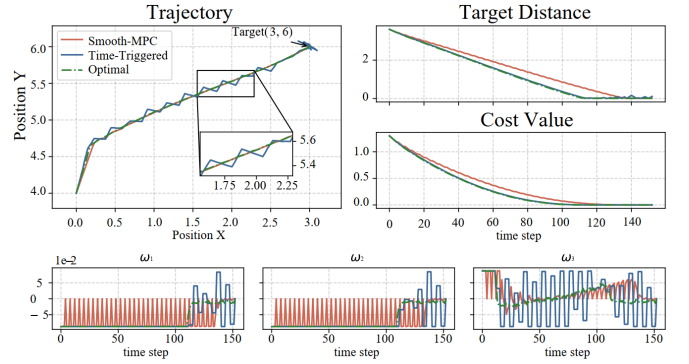 Trajectory
Target(3, 6)
Smooth-MPC
Time-Triggered
Optimal
6.0
5.5
5.0
4.5
4.0
Position Y
5.6
5.4
1.75 2.00 2.25
0.0 0.5 1.0 1.5 2.0 2.5 3.0
Position X
Target Distance
2
0
Cost Value
1.0
0.5
0.0
0 20 40 60 80 100 120 140
time step
1e−2
ω₁
5
0
−5
0 50 100 150
time step
ω₂
0 50 100 150
time step
ω₃
0 50 100 150
time step